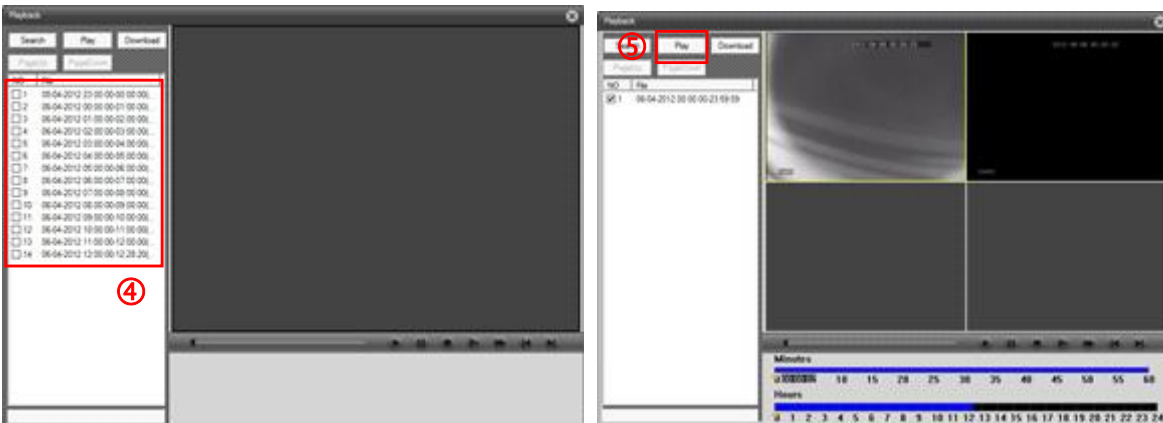 Playback
Search Play Download
PageUp PageDown
NO File
1 05-04-2012 23:00:00-00:00:00(...
2 06-04-2012 00:00:00-01:00:00(...
3 06-04-2012 01:00:00-02:00:00(...
4 06-04-2012 02:00:00-03:00:00(...
5 06-04-2012 03:00:00-04:00:00(...
6 06-04-2012 04:00:00-05:00:00(...
7 06-04-2012 05:00:00-06:00:00(...
8 06-04-2012 06:00:00-07:00:00(...
9 06-04-2012 07:00:00-08:00:00(...
10 06-04-2012 08:00:00-09:00:00(...
11 06-04-2012 09:00:00-10:00:00(...
12 06-04-2012 10:00:00-11:00:00(...
13 06-04-2012 11:00:00-12:00:00(...
14 06-04-2012 12:00:00-12:28:20(...
④
Playback
⑤ Play Download
PageUp PageDown
NO File
1 06-04-2012 00:00:00-23:59:59
Minutes
10 15 20 25 30 35 40 45 50 55 60
Hours
1 2 3 4 5 6 7 8 9 10 11 12 13 14 15 16 17 18 19 20 21 22 23 24